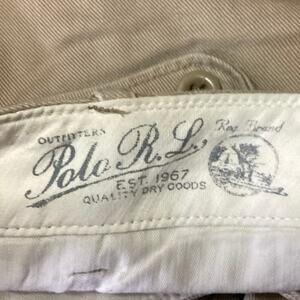 OUTFITTERS
Polo R.L. Reg. Brand
EST. 1967
QUALITY DRY GOODS